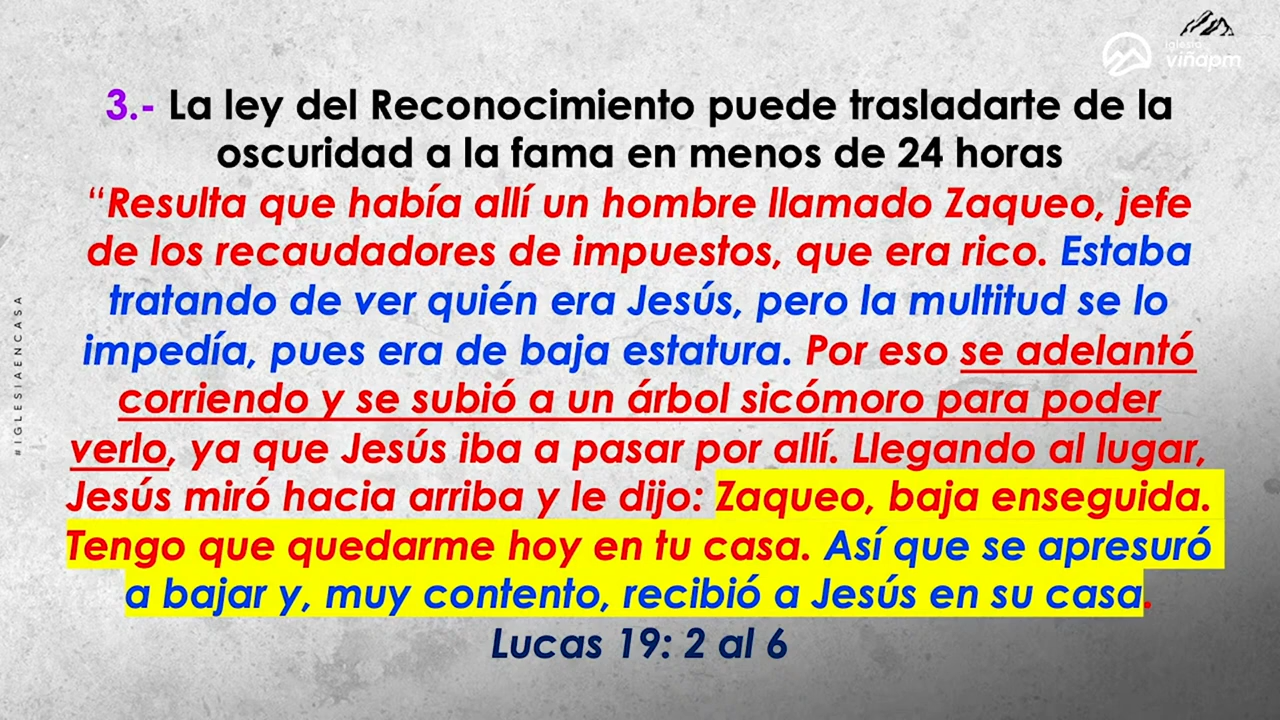 Iglesia
viñapm
3.- La ley del Reconocimiento puede trasladarte de la
oscuridad a la fama en menos de 24 horas
“Resulta que había allí un hombre llamado Zaqueo, jefe
de los recaudadores de impuestos, que era rico. Estaba
tratando de ver quién era Jesús, pero la multitud se lo
impedía, pues era de baja estatura. Por eso se adelantó
corriendo y se subió a un árbol sicómoro para poder
verlo, ya que Jesús iba a pasar por allí. Llegando al lugar,
Jesús miró hacia arriba y le dijo: Zaqueo, baja enseguida.
Tengo que quedarme hoy en tu casa. Así que se apresuró
a bajar y, muy contento, recibió a Jesús en su casa.
Lucas 19: 2 al 6
#IGLESIAENCASA